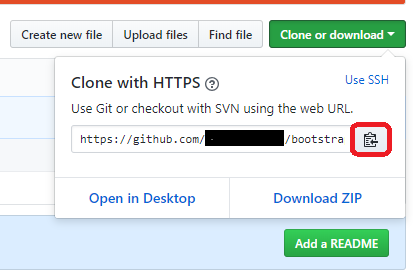 Create new file Upload files Find file Clone or download
Clone with HTTPS ? Use SSH
Use Git or checkout with SVN using the web URL.
https://github.com/ /bootstra
Open in Desktop Download ZIP
Add a README